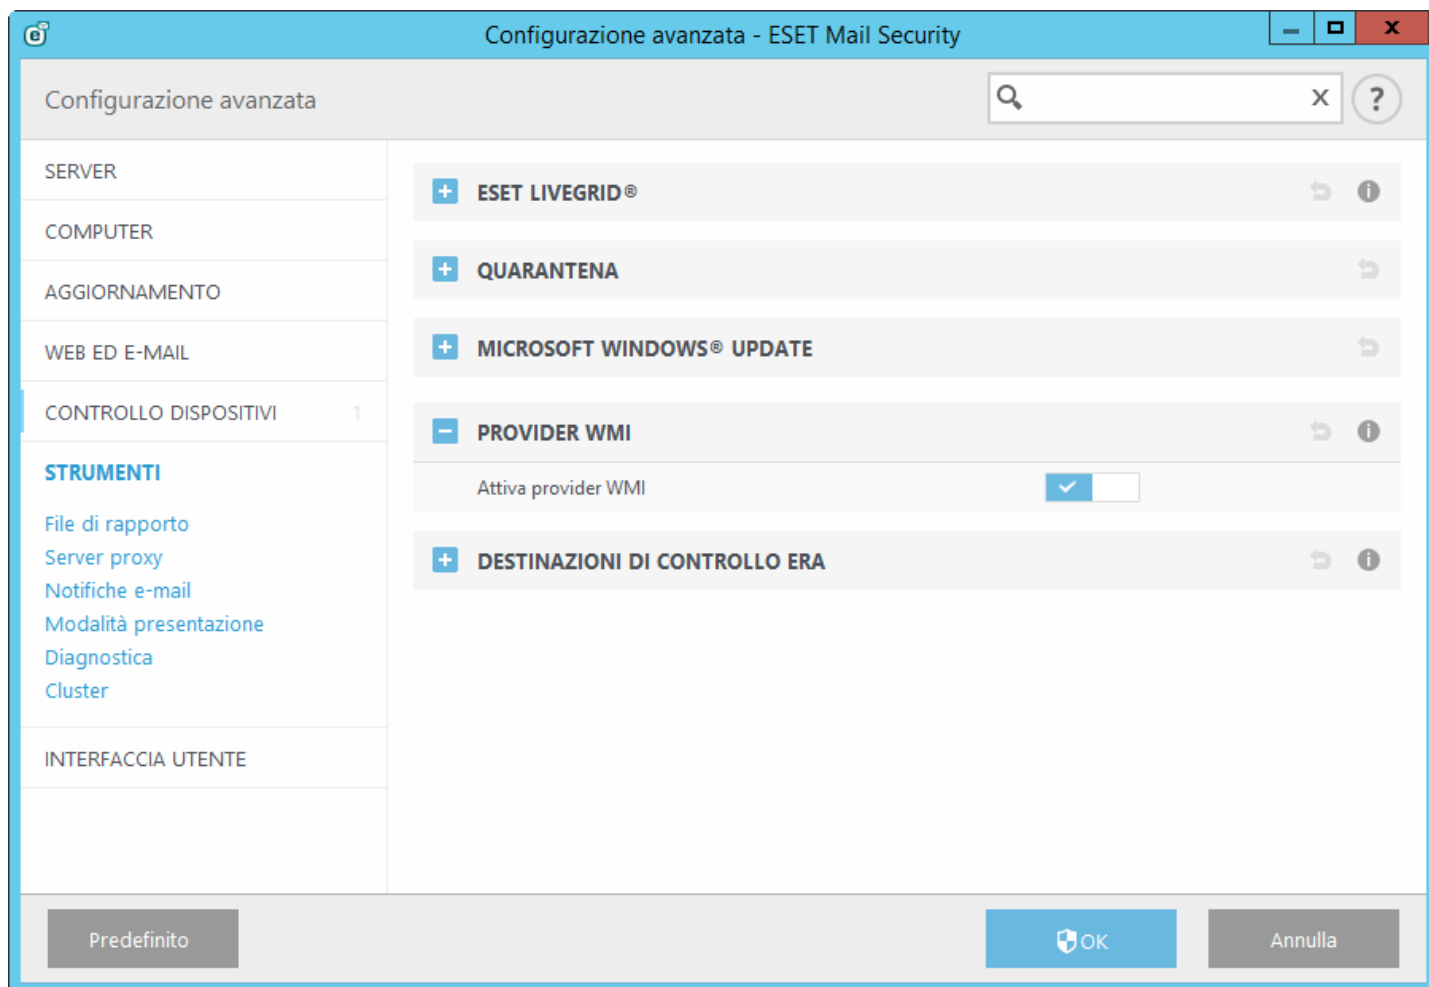 Configurazione avanzata - ESET Mail Security
Configurazione avanzata
SERVER
COMPUTER
AGGIORNAMENTO
WEB ED E-MAIL
CONTROLLO DISPOSITIVI 1
STRUMENTI
File di rapporto
Server proxy
Notifiche e-mail
Modalità presentazione
Diagnostica
Cluster
INTERFACCIA UTENTE
ESET LIVEGRID®
QUARANTENA
MICROSOFT WINDOWS® UPDATE
PROVIDER WMI
Attiva provider WMI
DESTINAZIONI DI CONTROLLO ERA
Predefinito
OK
Annulla